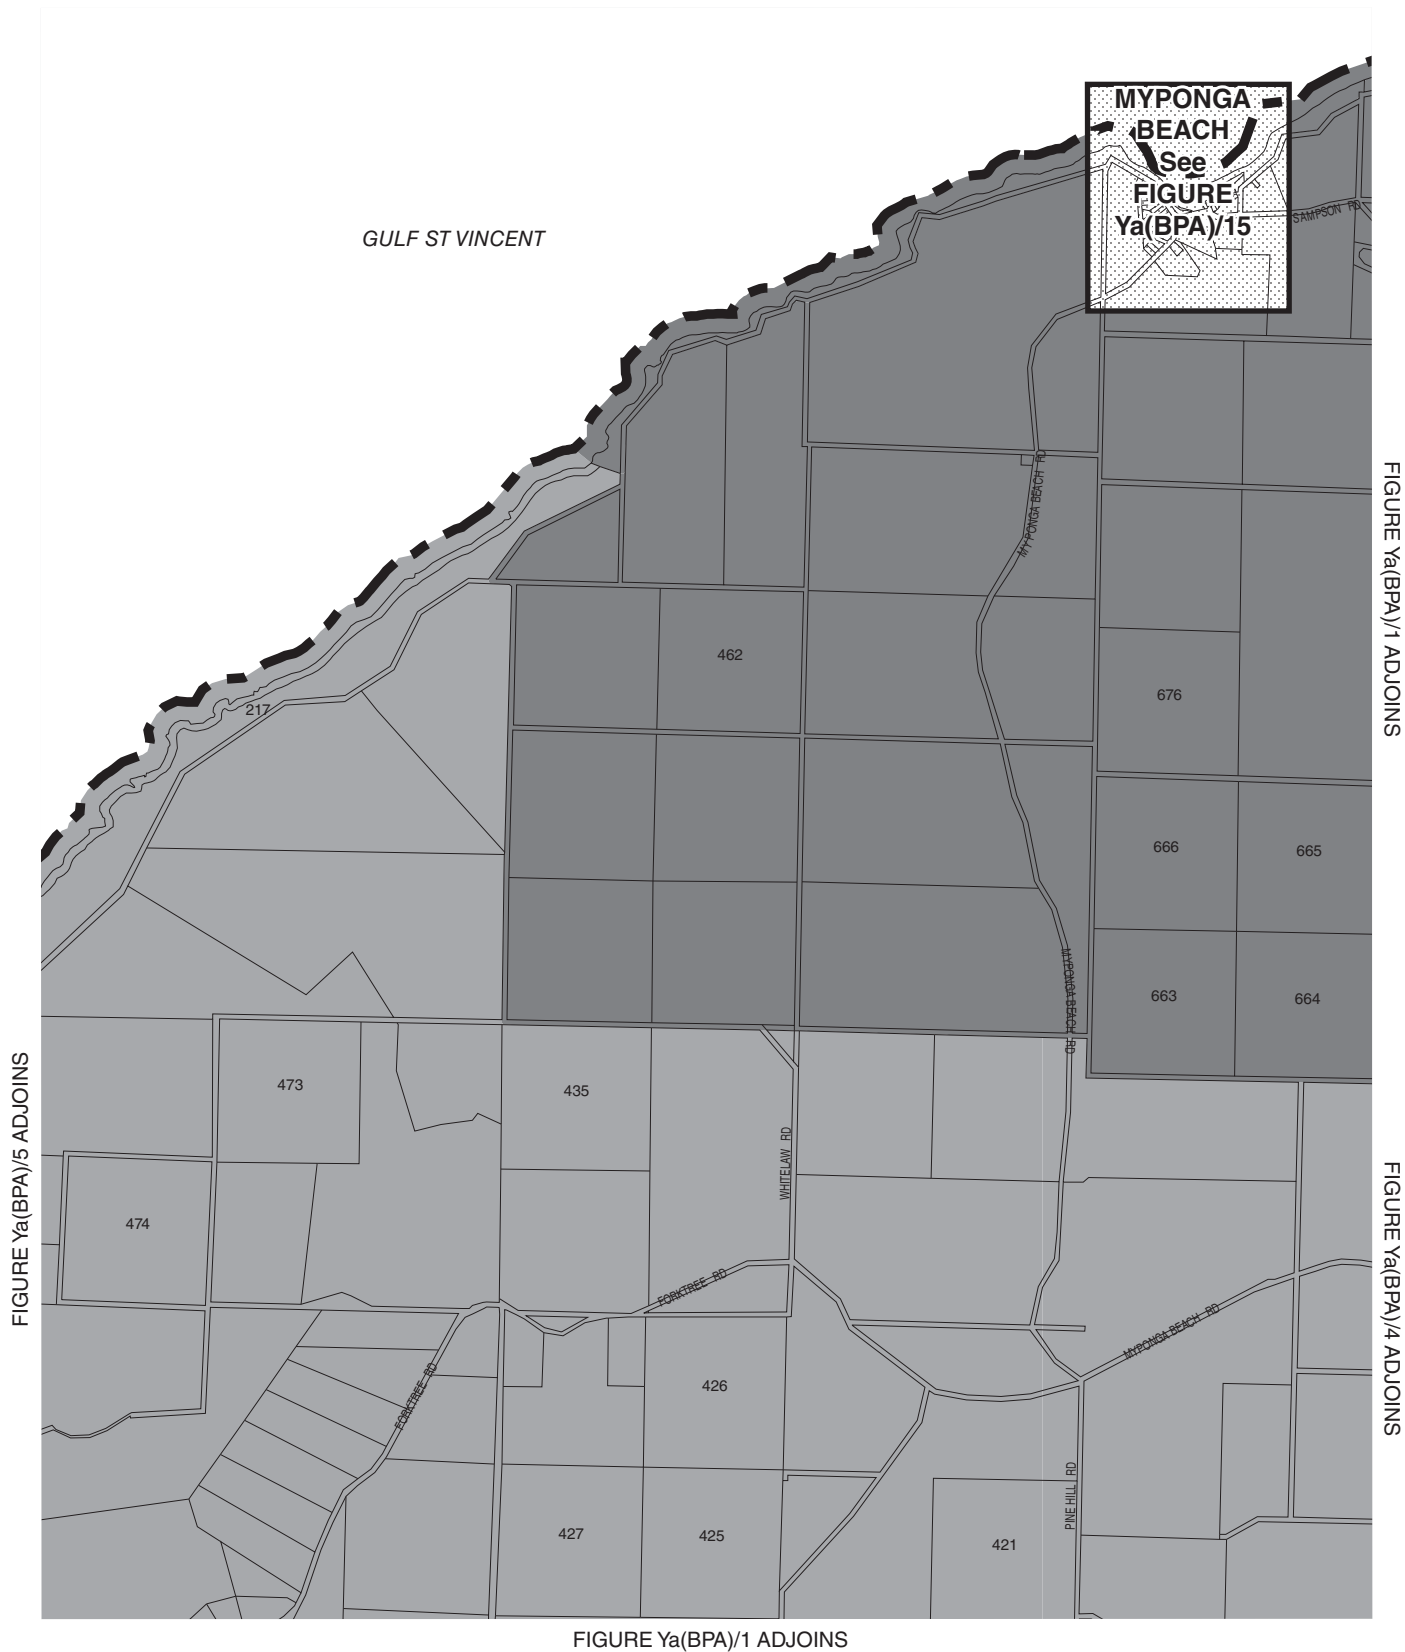 MYPONGA
BEACH
See
FIGURE
Ya(BPA)/15
SAMPSON RD
GULF ST VINCENT
MYPONGA BEACH RD
FIGURE Ya(BPA)/1 ADJOINS
462
676
217
666
665
663
664
MYPONGA BEACH RD
473
435
WHITELAW RD
474
FIGURE Ya(BPA)/5 ADJOINS
FIGURE Ya(BPA)/4 ADJOINS
FORKTREE RD
MYPONGA BEACH RD
FORKTREE RD
426
PINE HILL RD
427
425
421
FIGURE Ya(BPA)/1 ADJOINS